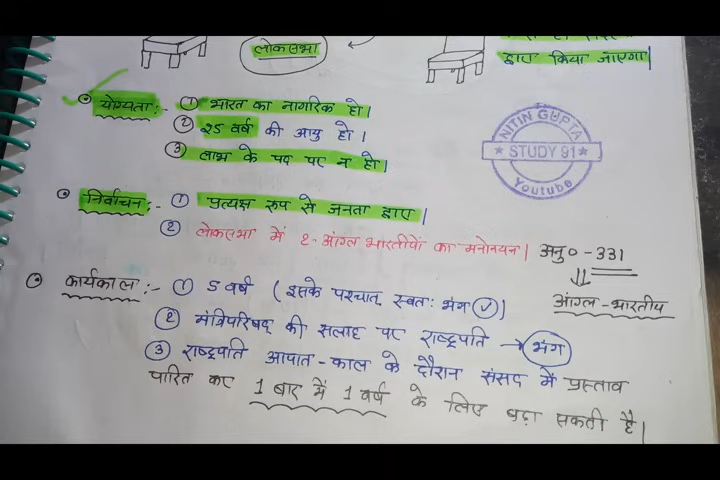 लोकसभा
द्वारा किया जाएगा|
योग्यता :- ① भारत का नागरिक हो|
② 25 वर्ष की आयु हो|
③ लाभ के पद पर न हो|
NITIN GUPTA
★ STUDY 91 ★
Youtube
निर्वाचन :- ① प्रत्यक्ष रूप से जनता द्वारा|
② लोकसभा में 2-आंग्ल भारतीयों का मनोनयन| अनु० - 331
आंग्ल-भारतीय
कार्यकाल :- ① 5 वर्ष (इसके पश्चात् स्वतः भंग ✓)
② मंत्रिपरिषद् की सलाह पर राष्ट्रपति → भंग
③ राष्ट्रपति आपात-काल के दौरान संसद में प्रस्ताव
पारित कर 1 बार में 1 वर्ष के लिए बढ़ा सकती है|